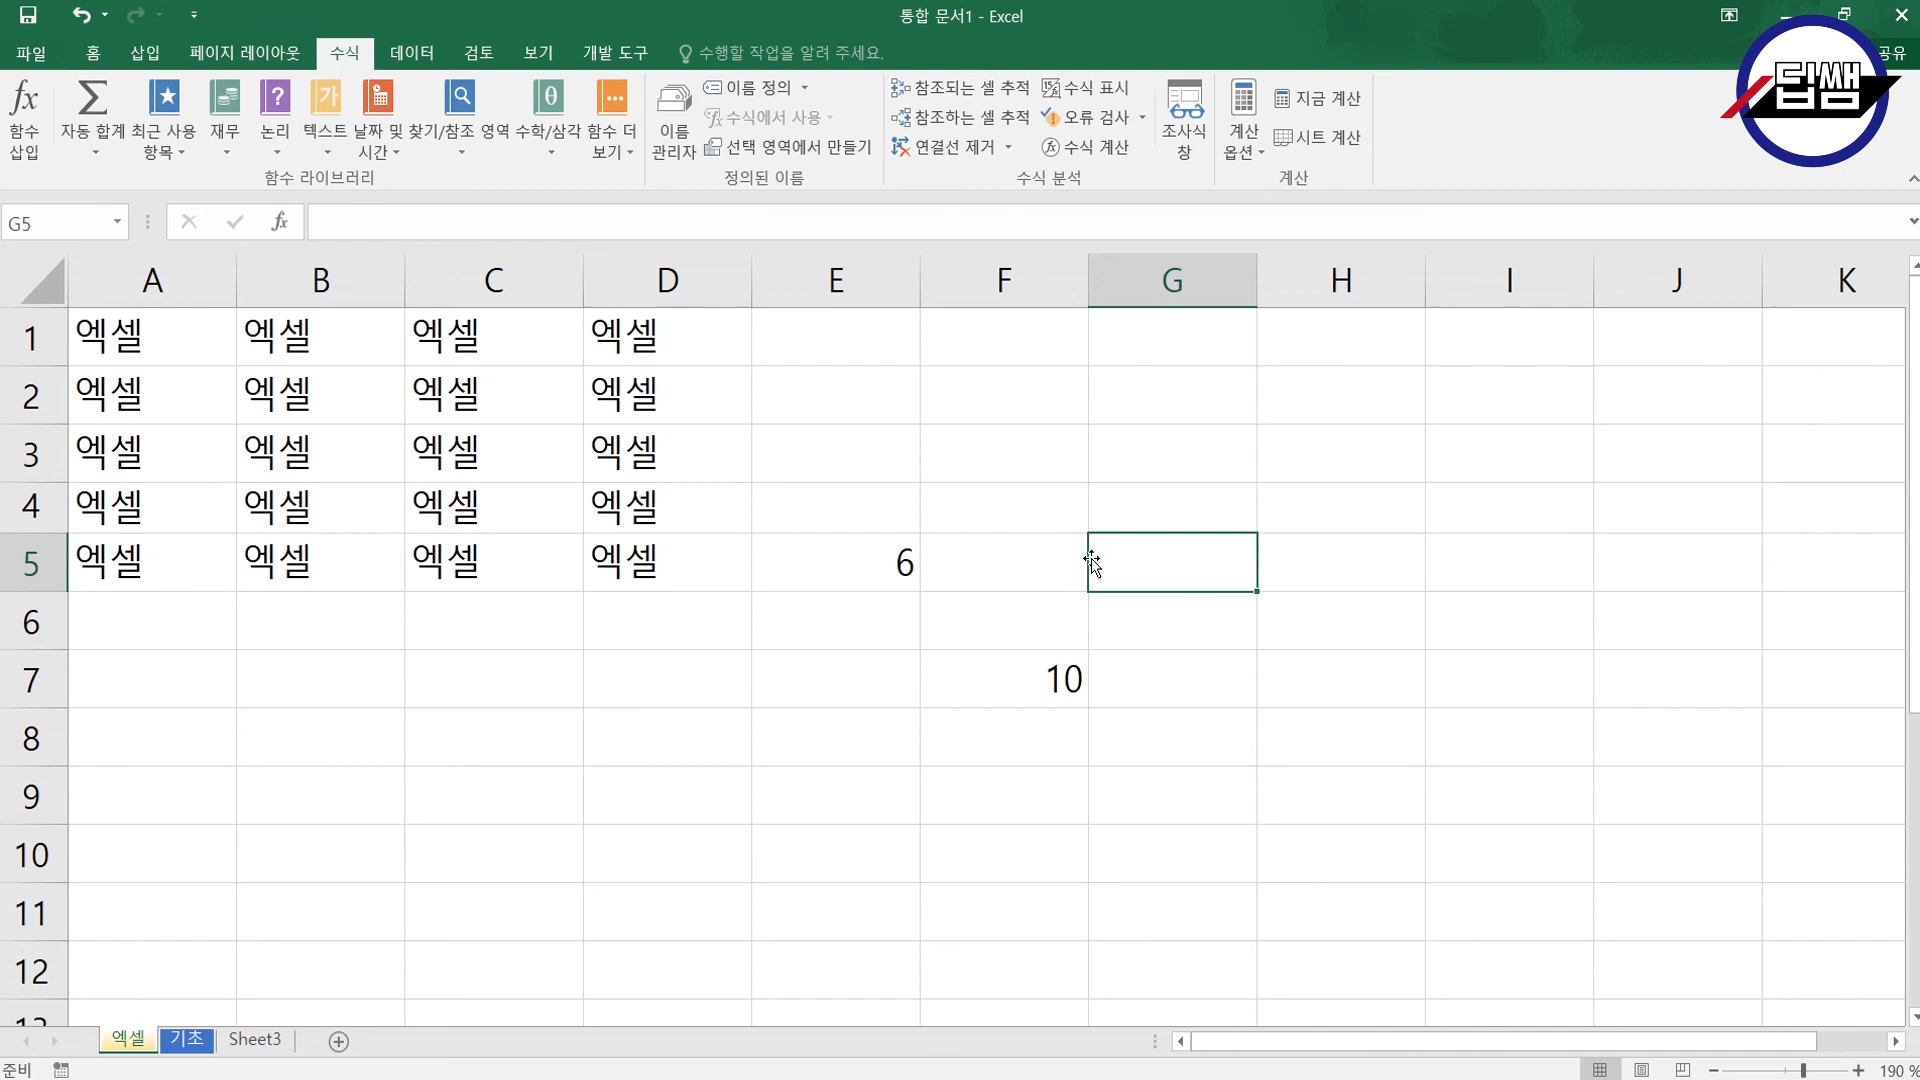 통합 문서1 - Excel
파일 홈 삽입 페이지 레이아웃 수식 데이터 검토 보기 개발 도구 수행할 작업을 알려 주세요. 공유
딥쌤
fx 함수 삽입
자동 합계
최근 사용 항목
재무
논리
가 텍스트
날짜 및 시간
찾기/참조 영역
θ 수학/삼각
함수 더 보기
함수 라이브러리
이름 관리자
이름 정의
수식에서 사용
선택 영역에서 만들기
정의된 이름
참조되는 셀 추적
참조하는 셀 추적
연결선 제거
수식 표시
오류 검사
수식 계산
수식 분석
조사식 창
계산 옵션
지금 계산
시트 계산
계산
G5 fx
A B C D E F G H I J K
1 엑셀 엑셀 엑셀 엑셀
2 엑셀 엑셀 엑셀 엑셀
3 엑셀 엑셀 엑셀 엑셀
4 엑셀 엑셀 엑셀 엑셀
5 엑셀 엑셀 엑셀 엑셀 6
6
7 10
8
9
10
11
12
엑셀 기초 Sheet3
준비 190 %